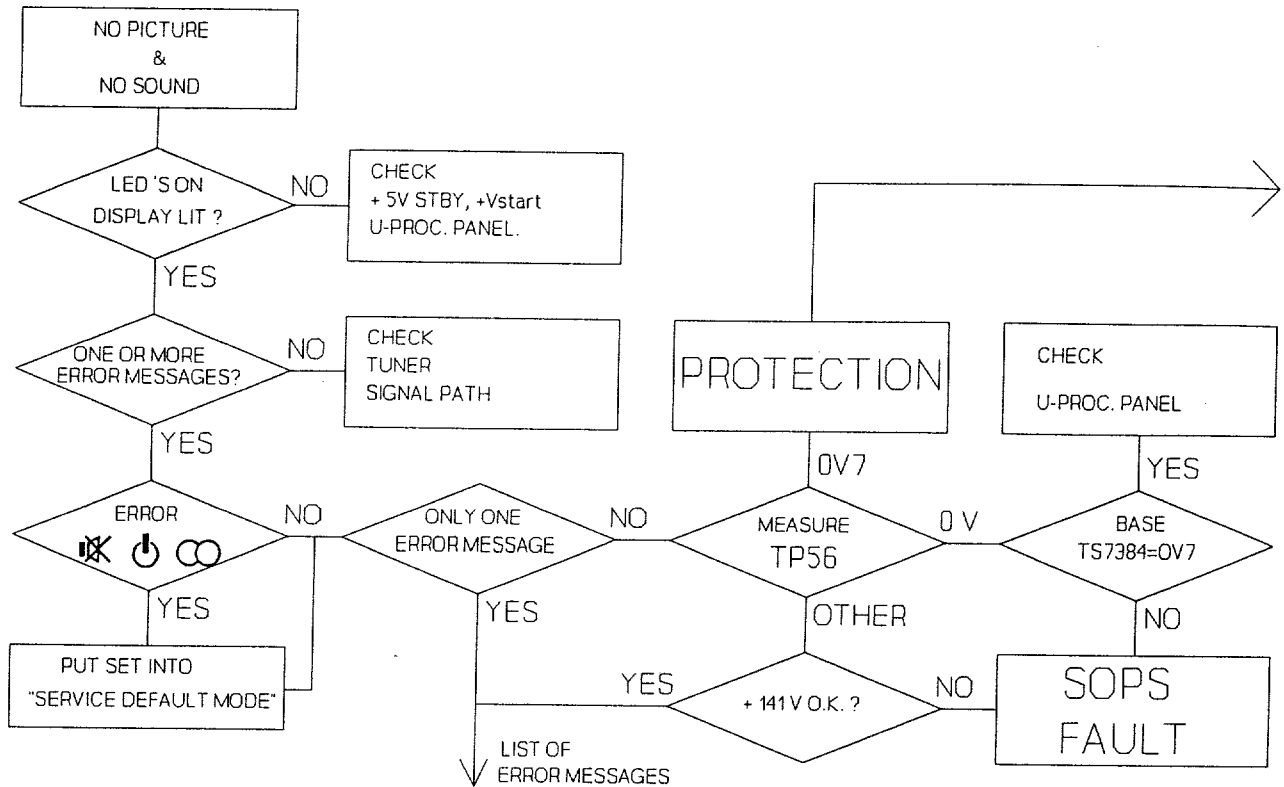 NO PICTURE
&
NO SOUND
LED 'S ON
DISPLAY LIT ?
NO
CHECK
+ 5V STBY, +Vstart
U-PROC. PANEL.
YES
ONE OR MORE
ERROR MESSAGES?
NO
CHECK
TUNER
SIGNAL PATH
YES
ERROR
NO
YES
PUT SET INTO
"SERVICE DEFAULT MODE"
ONLY ONE
ERROR MESSAGE
NO
YES
LIST OF
ERROR MESSAGES
PROTECTION
0V7
MEASURE
TP56
0 V
OTHER
+ 141 V O.K. ?
YES
NO
CHECK
U-PROC. PANEL
YES
BASE
TS7384=0V7
NO
SOPS
FAULT